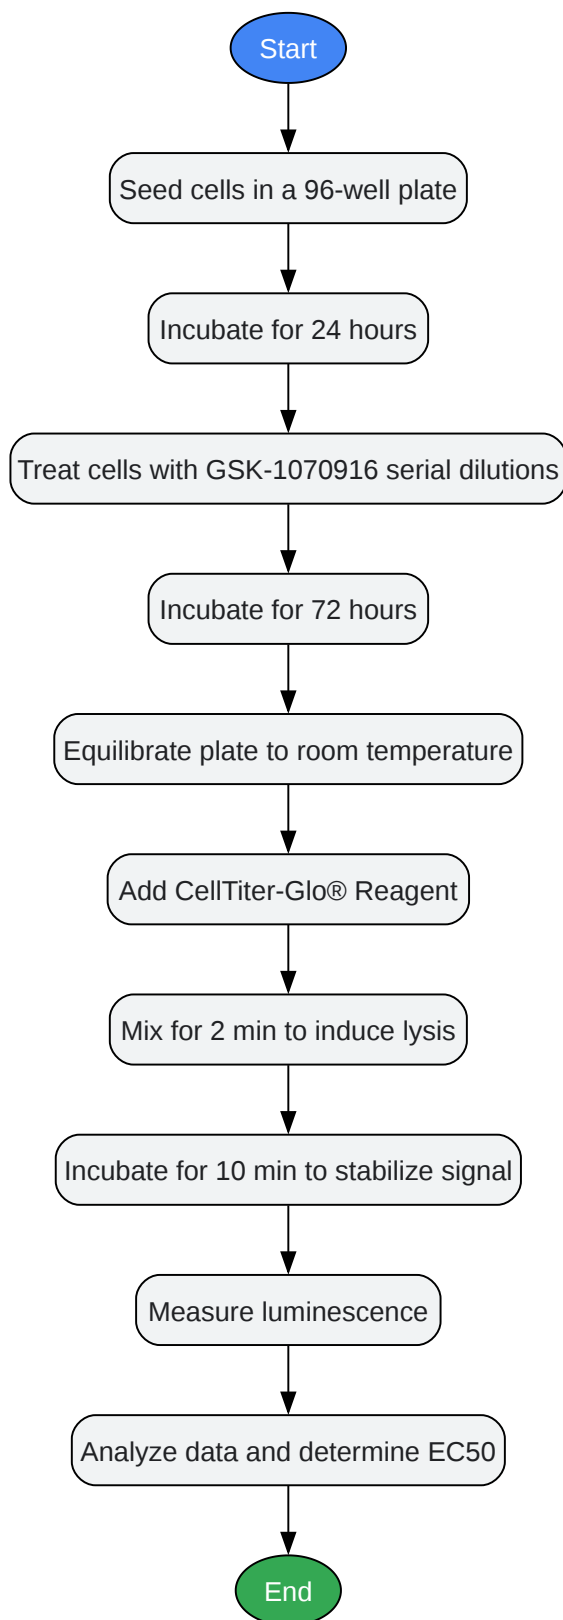 Start
Seed cells in a 96-well plate
Incubate for 24 hours
Treat cells with GSK-1070916 serial dilutions
Incubate for 72 hours
Equilibrate plate to room temperature
Add CellTiter-Glo® Reagent
Mix for 2 min to induce lysis
Incubate for 10 min to stabilize signal
Measure luminescence
Analyze data and determine EC50
End